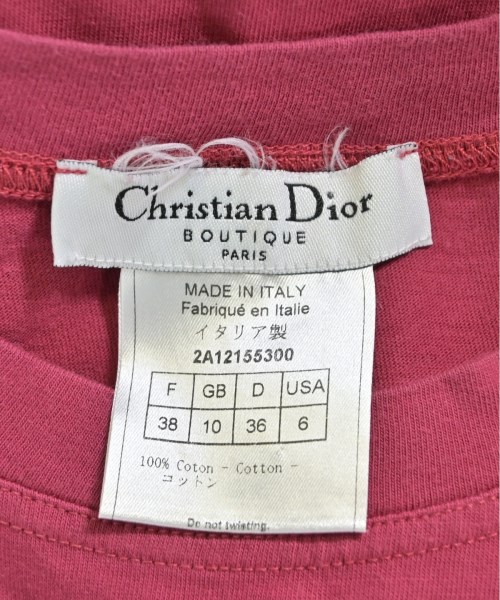 Christian Dior
BOUTIQUE
PARIS
MADE IN ITALY
Fabriqué en Italie
イタリア製
2A12155300
F GB D USA
38 10 36 6
100% Coton - Cotton -
コットン
Do not twisting.